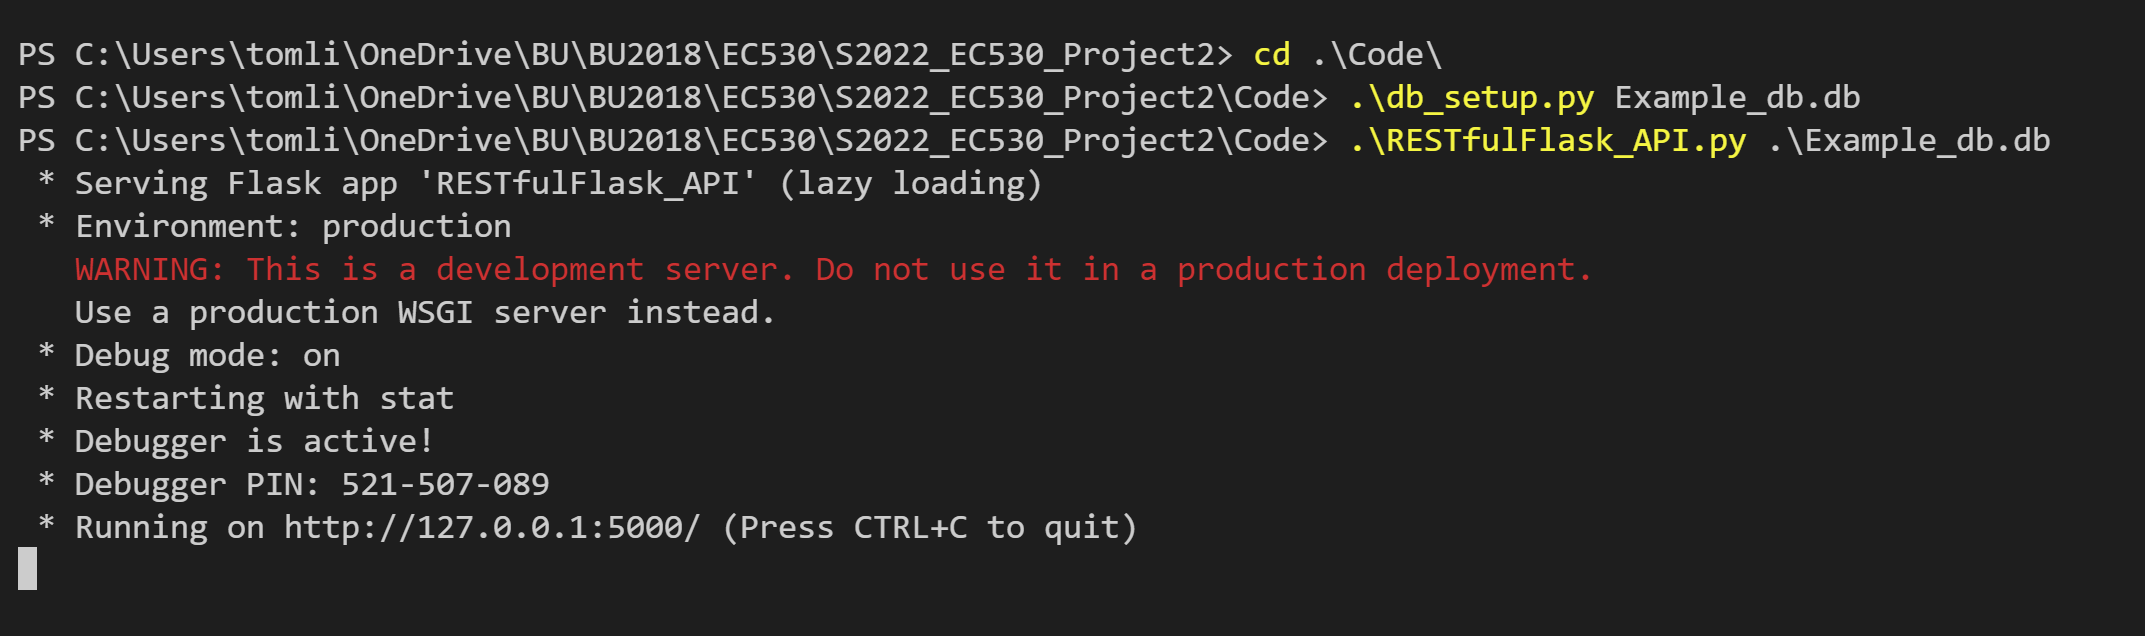 PS C:\Users\tomli\OneDrive\BU\BU2018\EC530\S2022_EC530_Project2> cd .\Code\
PS C:\Users\tomli\OneDrive\BU\BU2018\EC530\S2022_EC530_Project2\Code> .\db_setup.py Example_db.db
PS C:\Users\tomli\OneDrive\BU\BU2018\EC530\S2022_EC530_Project2\Code> .\RESTfulFlask_API.py .\Example_db.db
 * Serving Flask app 'RESTfulFlask_API' (lazy loading)
 * Environment: production
   WARNING: This is a development server. Do not use it in a production deployment.
   Use a production WSGI server instead.
 * Debug mode: on
 * Restarting with stat
 * Debugger is active!
 * Debugger PIN: 521-507-089
 * Running on http://127.0.0.1:5000/ (Press CTRL+C to quit)